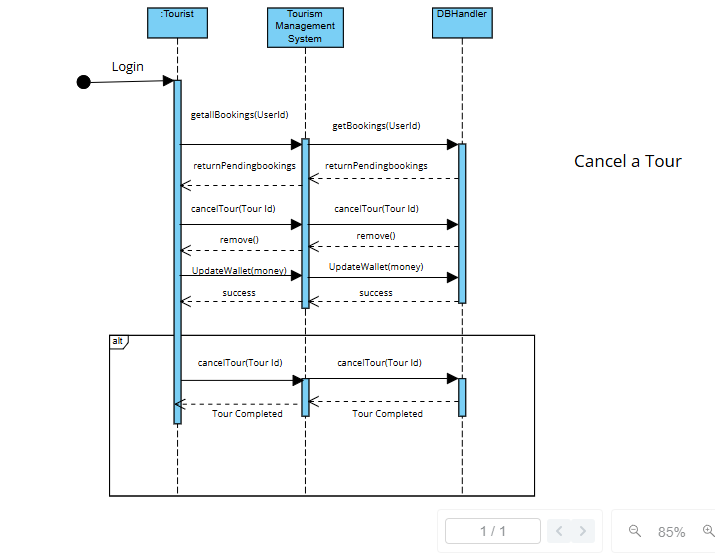 :Tourist
Tourism
Management
System
DBHandler
Login
getallBookings(UserId)
getBookings(UserId)
Cancel a Tour
returnPendingbookings
returnPendingbookings
cancelTour(Tour Id)
cancelTour(Tour Id)
remove()
remove()
UpdateWallet(money)
UpdateWallet(money)
success
success
alt
cancelTour(Tour Id)
cancelTour(Tour Id)
Tour Completed
Tour Completed
1 / 1
85%